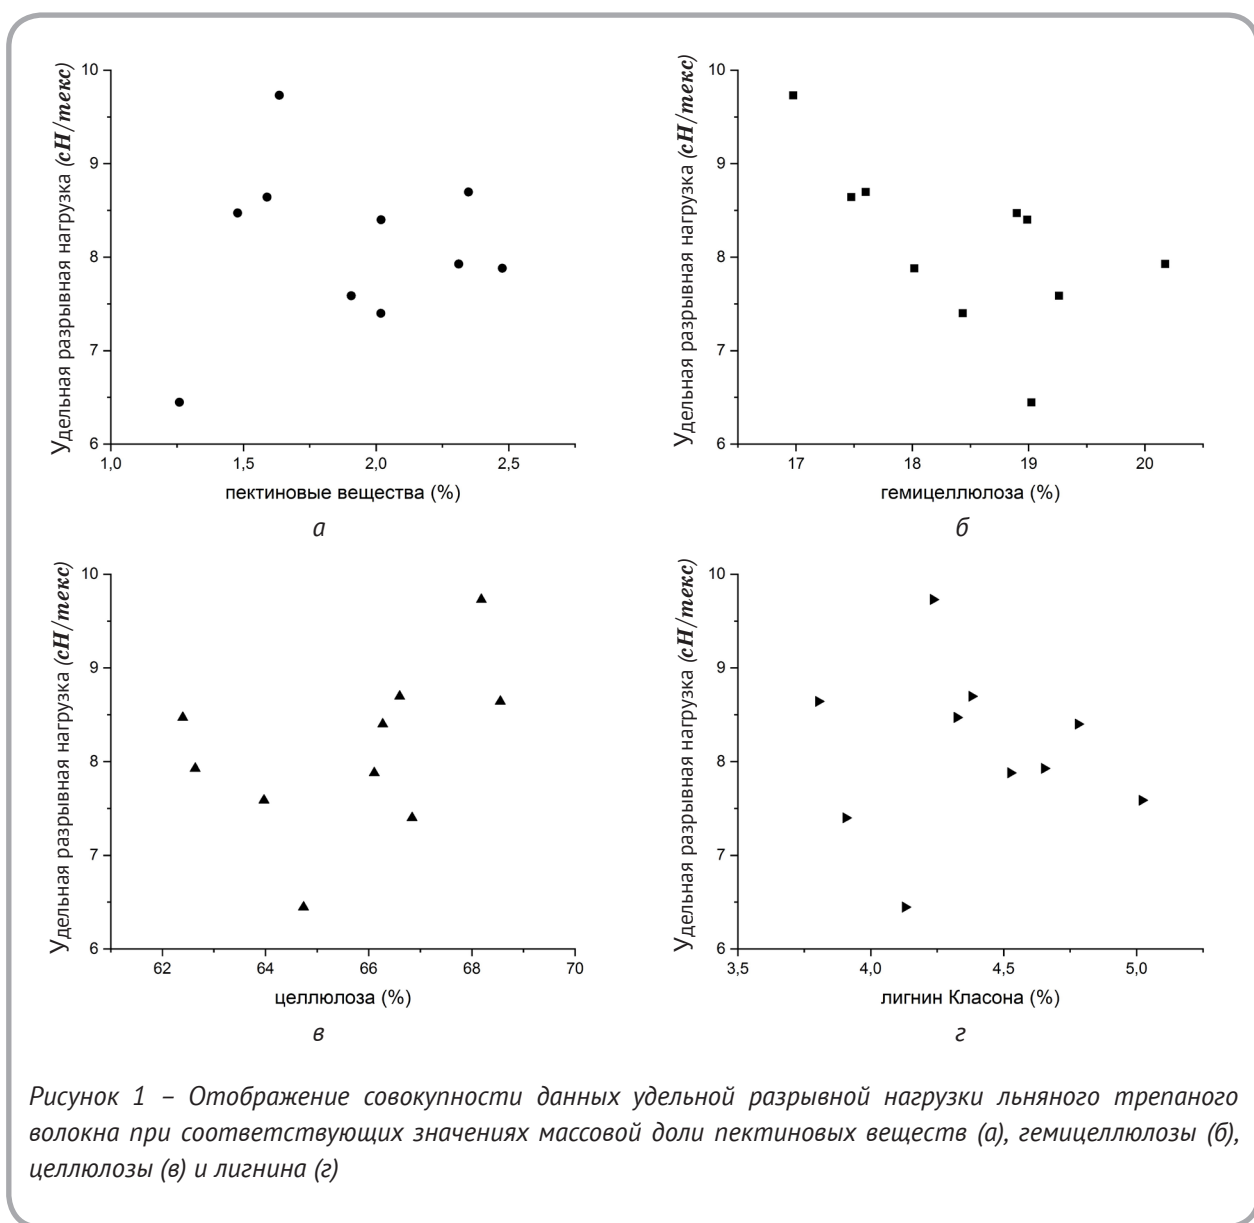 Удельная разрывная нагрузка (сН/текс)
10
9
8
7
6
1,0 1,5 2,0 2,5
пектиновые вещества (%)
а
Удельная разрывная нагрузка (сН/текс)
10
9
8
7
6
17 18 19 20
гемицеллюлоза (%)
б
Удельная разрывная нагрузка (сН/текс)
10
9
8
7
6
62 64 66 68 70
целлюлоза (%)
в
Удельная разрывная нагрузка (сН/текс)
10
9
8
7
6
3,5 4,0 4,5 5,0
лигнин Класона (%)
г
Рисунок 1 – Отображение совокупности данных удельной разрывной нагрузки льняного трепаного
волокна при соответствующих значениях массовой доли пектиновых веществ (а), гемицеллюлозы (б),
целлюлозы (в) и лигнина (г)